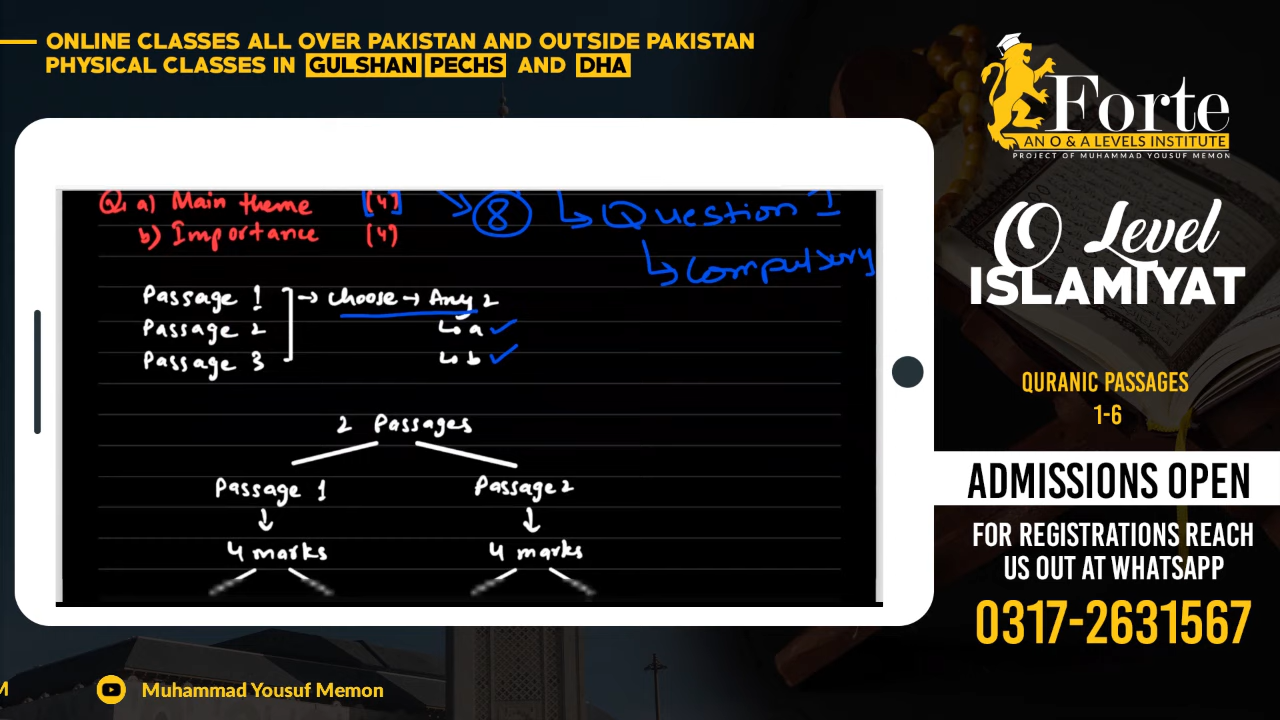 ONLINE CLASSES ALL OVER PAKISTAN AND OUTSIDE PAKISTAN
PHYSICAL CLASSES IN GULSHAN PECHS AND DHA
Forte
AN O & A LEVELS INSTITUTE
PROJECT OF MUHAMMAD YOUSUF MEMON
Q1 a) Main theme [4] 8 Question 1
b) Importance (4)
Compulsory
Passage 1 → choose → Any 2
Passage 2 a ✓
Passage 3 b ✓
2 Passages
Passage 1 Passage 2
4 marks 4 marks
O Level
ISLAMIYAT
QURANIC PASSAGES
1-6
ADMISSIONS OPEN
FOR REGISTRATIONS REACH
US OUT AT WHATSAPP
0317-2631567
M Muhammad Yousuf Memon